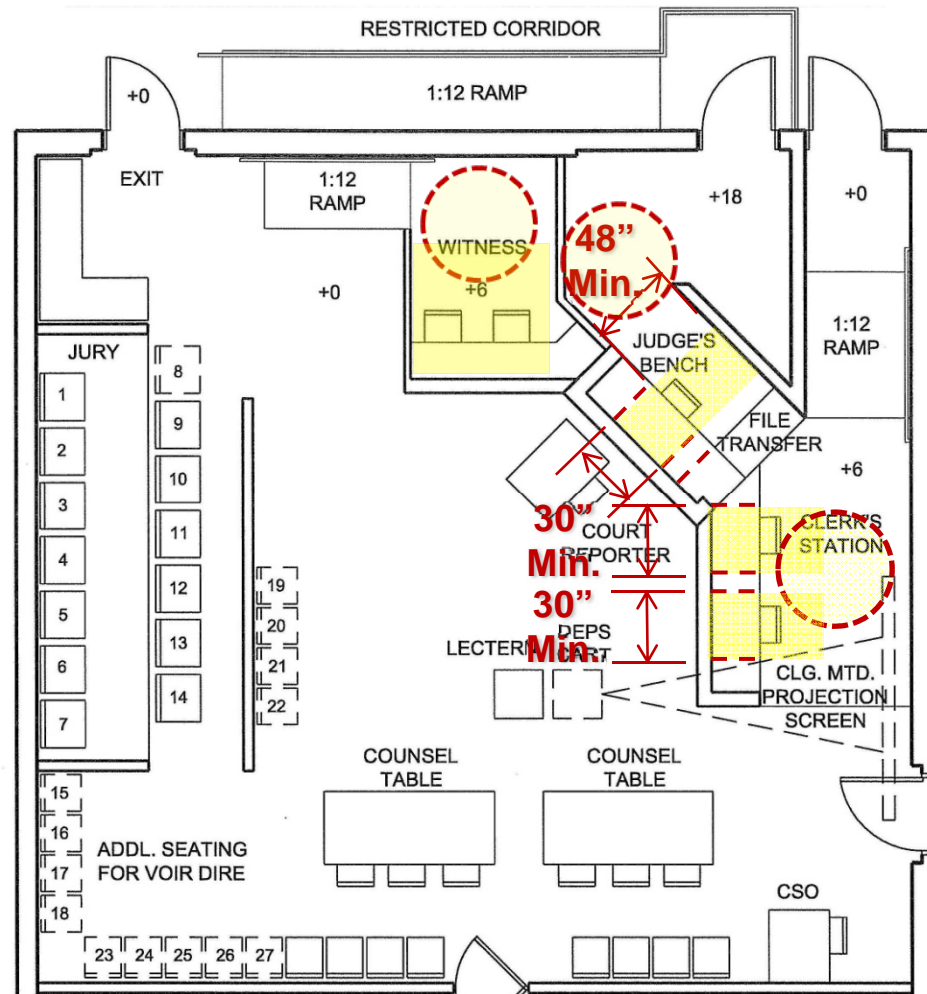 RESTRICTED CORRIDOR
1:12 RAMP
+0
EXIT
1:12
RAMP
+18
+0
WITNESS
48”
Min.
+6
+0
1:12
RAMP
JURY
JUDGE'S
BENCH
8
1
9
2
FILE
TRANSFER
10
+6
3
11
30”
Min.
COURT
REPORTER
CLERK'S
STATION
4
12
19
5
30”
Min.
13
20
DEPS
CART
LECTERN
6
21
14
22
7
CLG. MTD.
PROJECTION
SCREEN
COUNSEL
TABLE
COUNSEL
TABLE
15
16
17
18
ADDL. SEATING
FOR VOIR DIRE
CSO
23 24 25 26 27